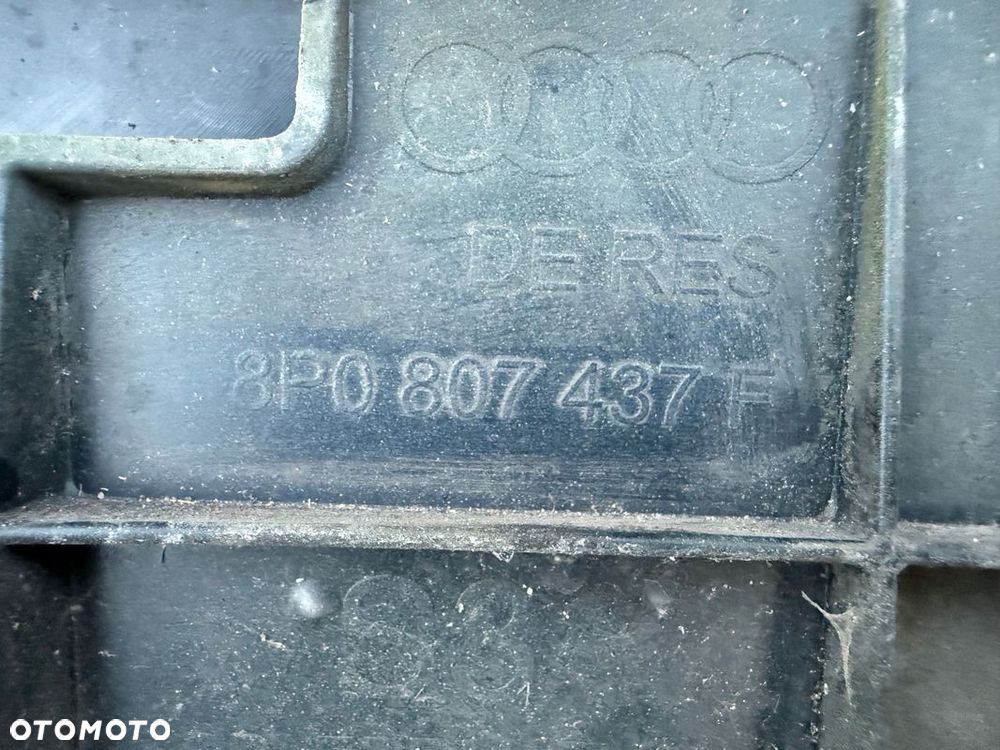 DE RES
8P0 807 437 F
OTOMOTO